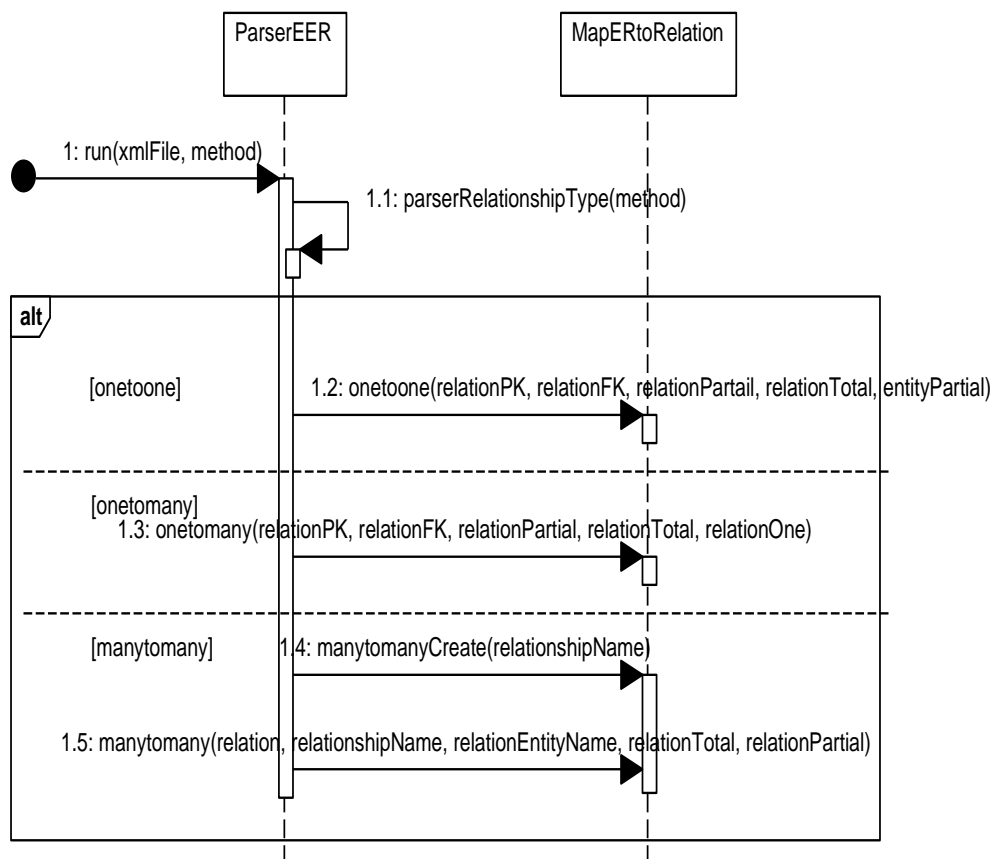 ParserEER
MapERtoRelation
1: run(xmlFile, method)
1.1: parserRelationshipType(method)
alt
[onetoone]
1.2: onetoone(relationPK, relationFK, relationPartail, relationTotal, entityPartial)
[onetomany]
1.3: onetomany(relationPK, relationFK, relationPartial, relationTotal, relationOne)
[manytomany]
1.4: manytomanyCreate(relationshipName)
1.5: manytomany(relation, relationshipName, relationEntityName, relationTotal, relationPartial)